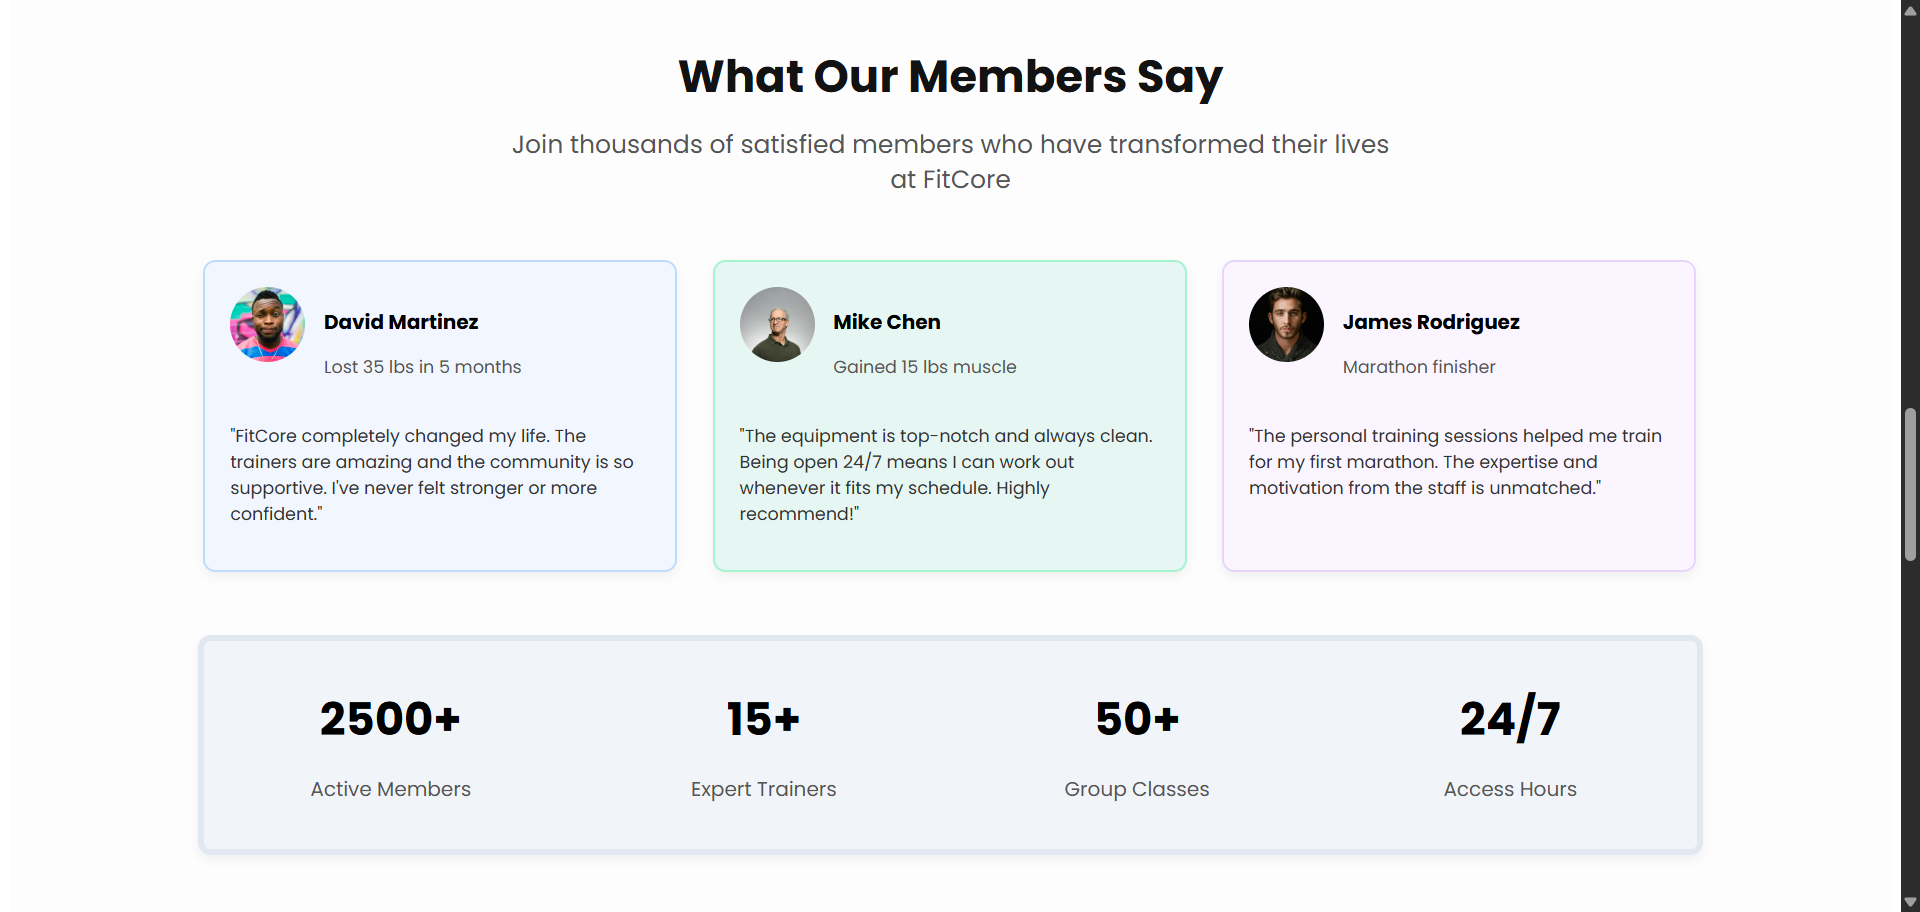 What Our Members Say
Join thousands of satisfied members who have transformed their lives
at FitCore
David Martinez
Lost 35 lbs in 5 months
"FitCore completely changed my life. The
trainers are amazing and the community is so
supportive. I've never felt stronger or more
confident."
Mike Chen
Gained 15 lbs muscle
"The equipment is top-notch and always clean.
Being open 24/7 means I can work out
whenever it fits my schedule. Highly
recommend!"
James Rodriguez
Marathon finisher
"The personal training sessions helped me train
for my first marathon. The expertise and
motivation from the staff is unmatched."
2500+
Active Members
15+
Expert Trainers
50+
Group Classes
24/7
Access Hours